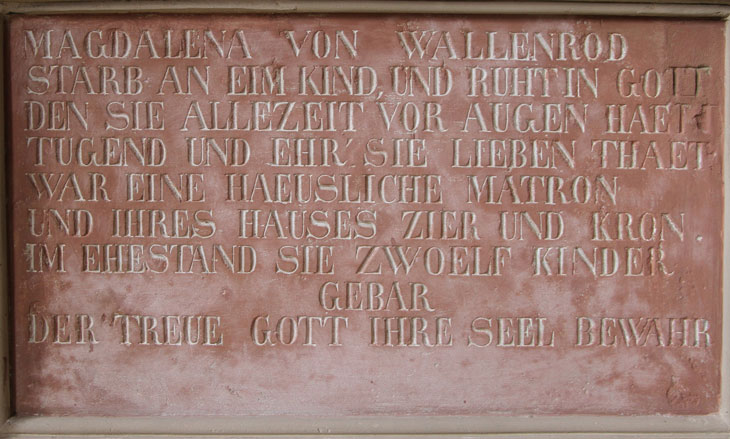 MAGDALENA VON WALLENROD
STARB AN EIM KIND, UND RUHT IN GOTT
DEN SIE ALLEZEIT VOR AUGEN HAETT
TUGEND UND EHR' SIE LIEBEN THAET
WAR EINE HAEUSLICHE MATRON
UND IHRES HAUSES ZIER UND KRON.
IM EHESTAND SIE ZWOELF KINDER
GEBAR
DER TREUE GOTT IHRE SEEL BEWAHR